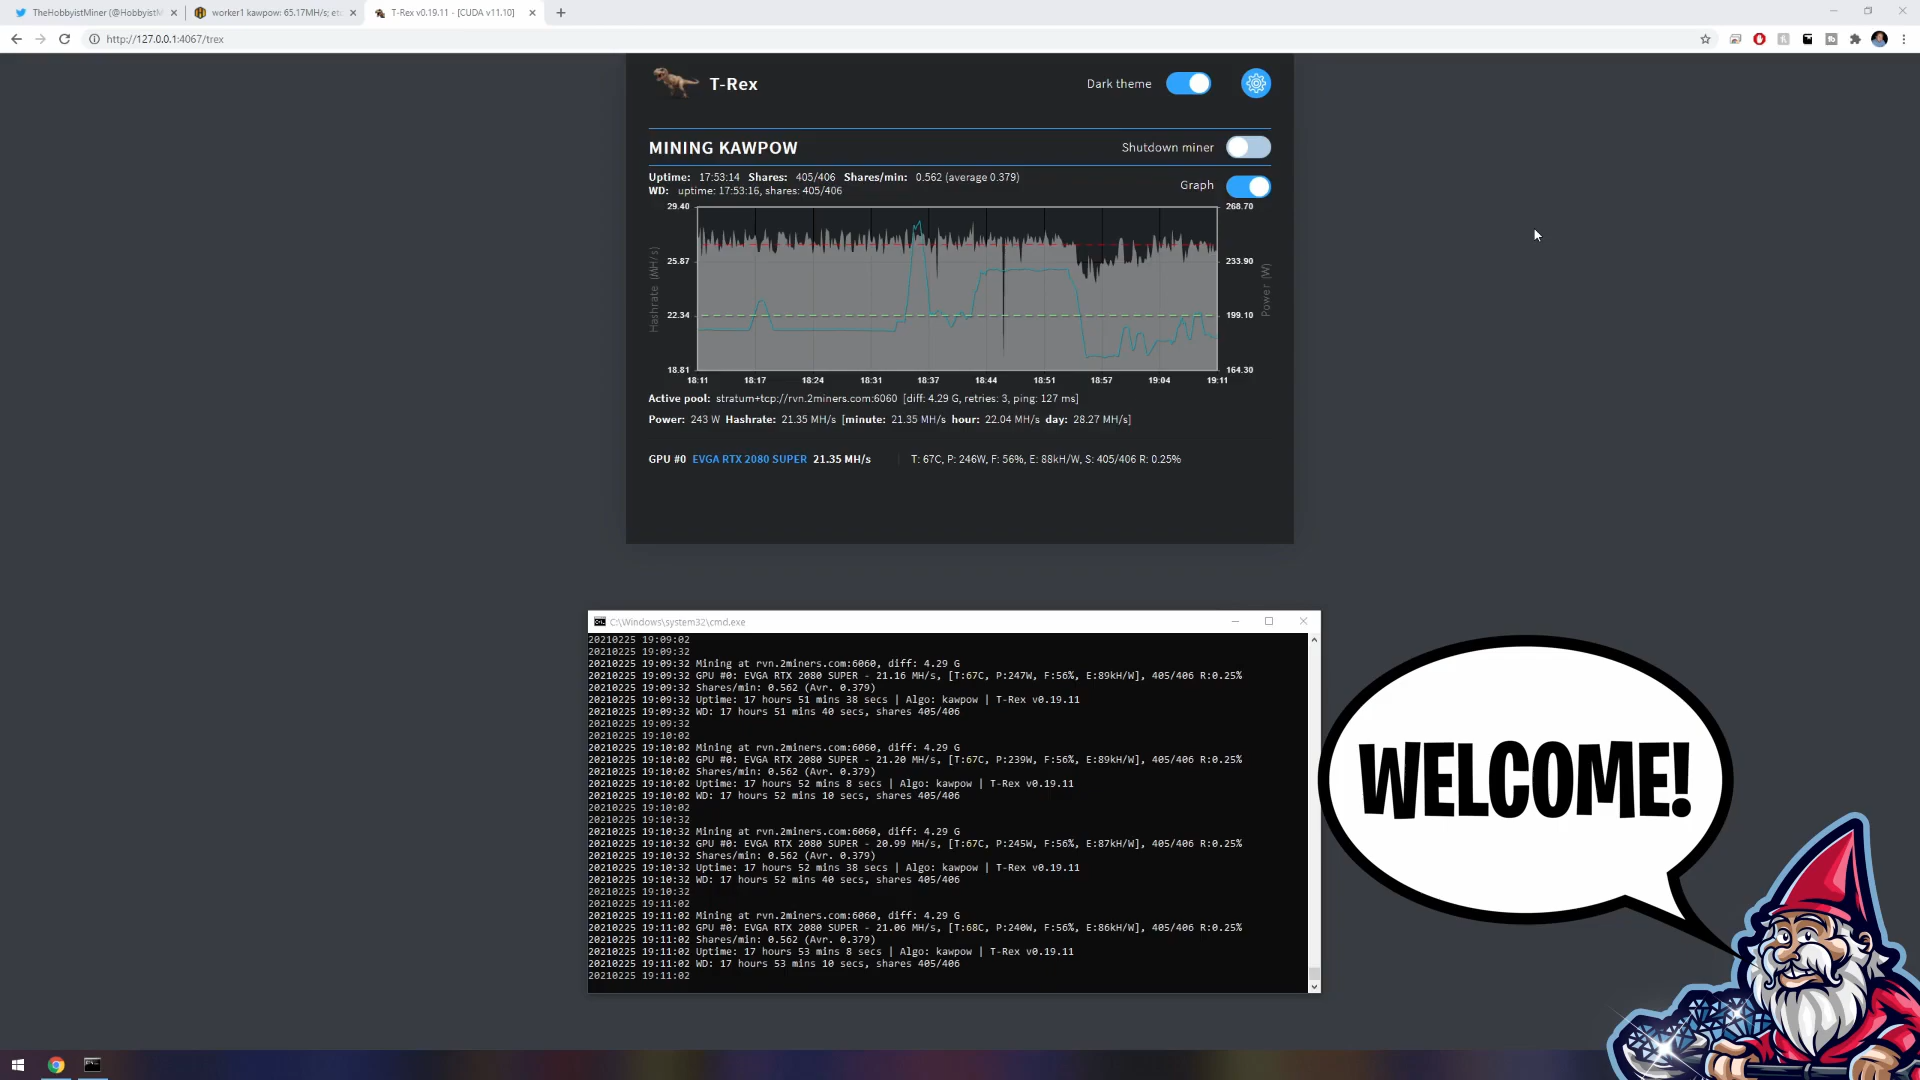 TheHobbyistMiner (@HobbyistM
worker1 kawpow: 65.17MH/s; etc
T-Rex v0.19.11 - [CUDA v11.10]
http://127.0.0.1:4067/trex
T-Rex
Dark theme
MINING KAWPOW
Shutdown miner
Uptime: 17:53:14 Shares: 405/406 Shares/min: 0.562 (average 0.379)
WD: uptime: 17:53:16, shares: 405/406
Graph
29.40
25.87
22.34
18.81
Hashrate (MH/s)
268.70
233.90
199.10
164.30
Power (W)
18:11 18:17 18:24 18:31 18:37 18:44 18:51 18:57 19:04 19:11
Active pool: stratum+tcp://rvn.2miners.com:6060 [diff: 4.29 G, retries: 3, ping: 127 ms]
Power: 243 W Hashrate: 21.35 MH/s [minute: 21.35 MH/s hour: 22.04 MH/s day: 28.27 MH/s]
GPU #0 EVGA RTX 2080 SUPER 21.35 MH/s T: 67C, P: 246W, F: 56%, E: 88kH/W, S: 405/406 R: 0.25%
C:\Windows\system32\cmd.exe
20210225 19:09:02
20210225 19:09:32
20210225 19:09:32 Mining at rvn.2miners.com:6060, diff: 4.29 G
20210225 19:09:32 GPU #0: EVGA RTX 2080 SUPER - 21.16 MH/s, [T:67C, P:247W, F:56%, E:89kH/W], 405/406 R:0.25%
20210225 19:09:32 Shares/min: 0.562 (Avr. 0.379)
20210225 19:09:32 Uptime: 17 hours 51 mins 38 secs | Algo: kawpow | T-Rex v0.19.11
20210225 19:09:32 WD: 17 hours 51 mins 40 secs, shares 405/406
20210225 19:09:32
20210225 19:10:02
20210225 19:10:02 Mining at rvn.2miners.com:6060, diff: 4.29 G
20210225 19:10:02 GPU #0: EVGA RTX 2080 SUPER - 21.20 MH/s, [T:67C, P:239W, F:56%, E:89kH/W], 405/406 R:0.25%
20210225 19:10:02 Shares/min: 0.562 (Avr. 0.379)
20210225 19:10:02 Uptime: 17 hours 52 mins 8 secs | Algo: kawpow | T-Rex v0.19.11
20210225 19:10:02 WD: 17 hours 52 mins 10 secs, shares 405/406
20210225 19:10:02
20210225 19:10:32
20210225 19:10:32 Mining at rvn.2miners.com:6060, diff: 4.29 G
20210225 19:10:32 GPU #0: EVGA RTX 2080 SUPER - 20.99 MH/s, [T:67C, P:245W, F:56%, E:87kH/W], 405/406 R:0.25%
20210225 19:10:32 Shares/min: 0.562 (Avr. 0.379)
20210225 19:10:32 Uptime: 17 hours 52 mins 38 secs | Algo: kawpow | T-Rex v0.19.11
20210225 19:10:32 WD: 17 hours 52 mins 40 secs, shares 405/406
20210225 19:10:32
20210225 19:11:02
20210225 19:11:02 Mining at rvn.2miners.com:6060, diff: 4.29 G
20210225 19:11:02 GPU #0: EVGA RTX 2080 SUPER - 21.06 MH/s, [T:68C, P:240W, F:56%, E:86kH/W], 405/406 R:0.25%
20210225 19:11:02 Shares/min: 0.562 (Avr. 0.379)
20210225 19:11:02 Uptime: 17 hours 53 mins 8 secs | Algo: kawpow | T-Rex v0.19.11
20210225 19:11:02 WD: 17 hours 53 mins 10 secs, shares 405/406
20210225 19:11:02
WELCOME!